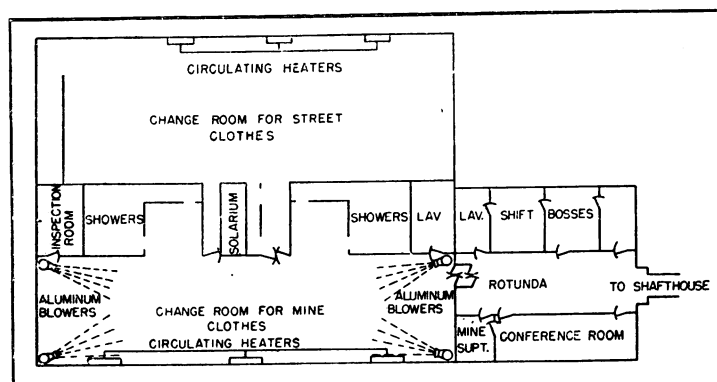 CIRCULATING HEATERS
CHANGE ROOM FOR STREET
CLOTHES
INSPECTION
ROOM
SHOWERS
SOLARIUM
SHOWERS
LAV
LAV.
SHIFT
BOSSES
ALUMINUM
BLOWERS
CHANGE ROOM FOR MINE
CLOTHES
CIRCULATING HEATERS
ALUMINUM
BLOWERS
ROTUNDA
TO SHAFTHOUSE
MINE
SUPT.
CONFERENCE ROOM